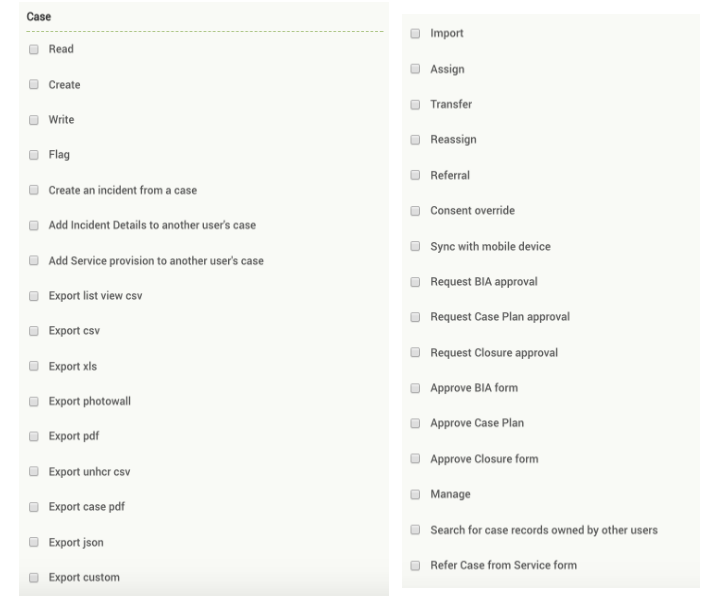 Case
Read
Create
Write
Flag
Create an incident from a case
Add Incident Details to another user's case
Add Service provision to another user's case
Export list view csv
Export csv
Export xls
Export photowall
Export pdf
Export unhcr csv
Export case pdf
Export json
Export custom
Import
Assign
Transfer
Reassign
Referral
Consent override
Sync with mobile device
Request BIA approval
Request Case Plan approval
Request Closure approval
Approve BIA form
Approve Case Plan
Approve Closure form
Manage
Search for case records owned by other users
Refer Case from Service form